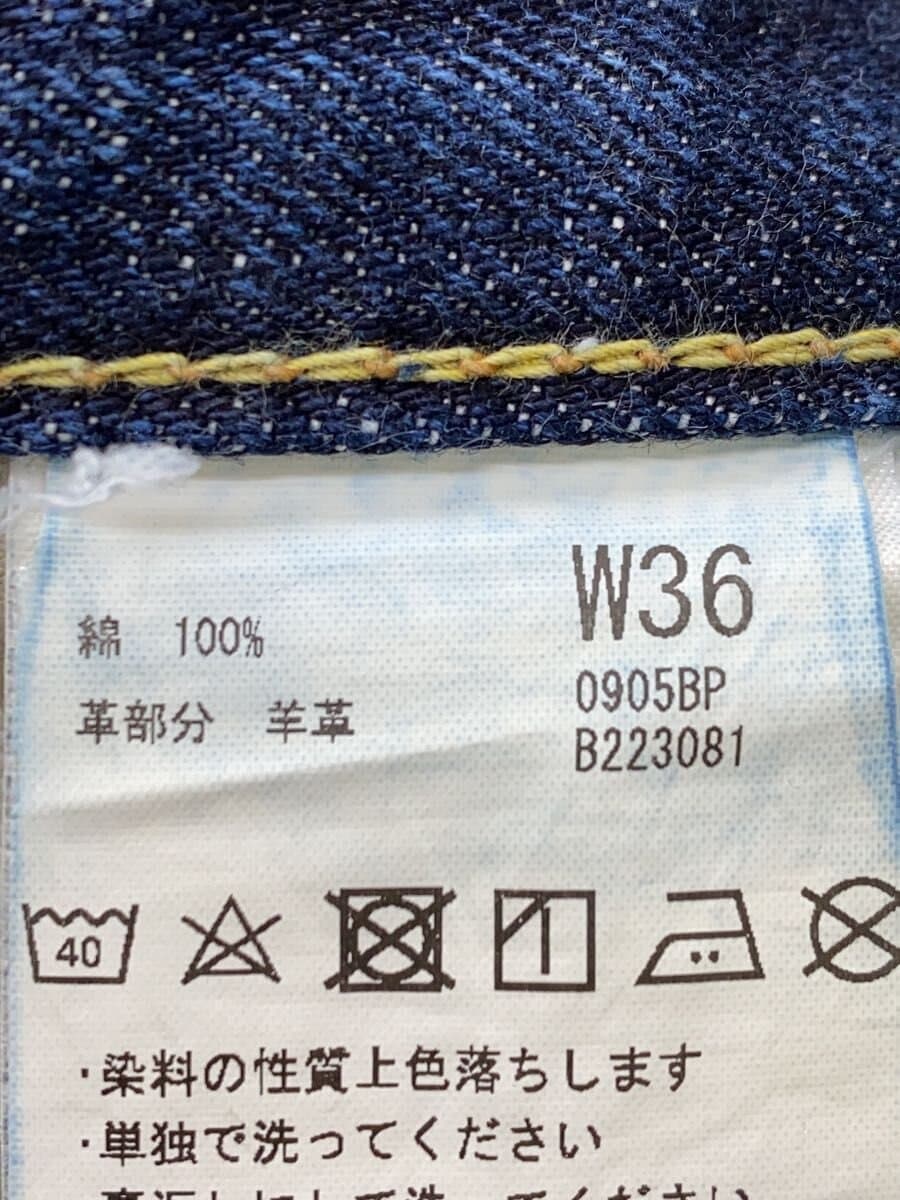 W36
綿 100%
0905BP
革部分 羊革
B223081
40
・染料の性質上色落ちします
・単独で洗ってください